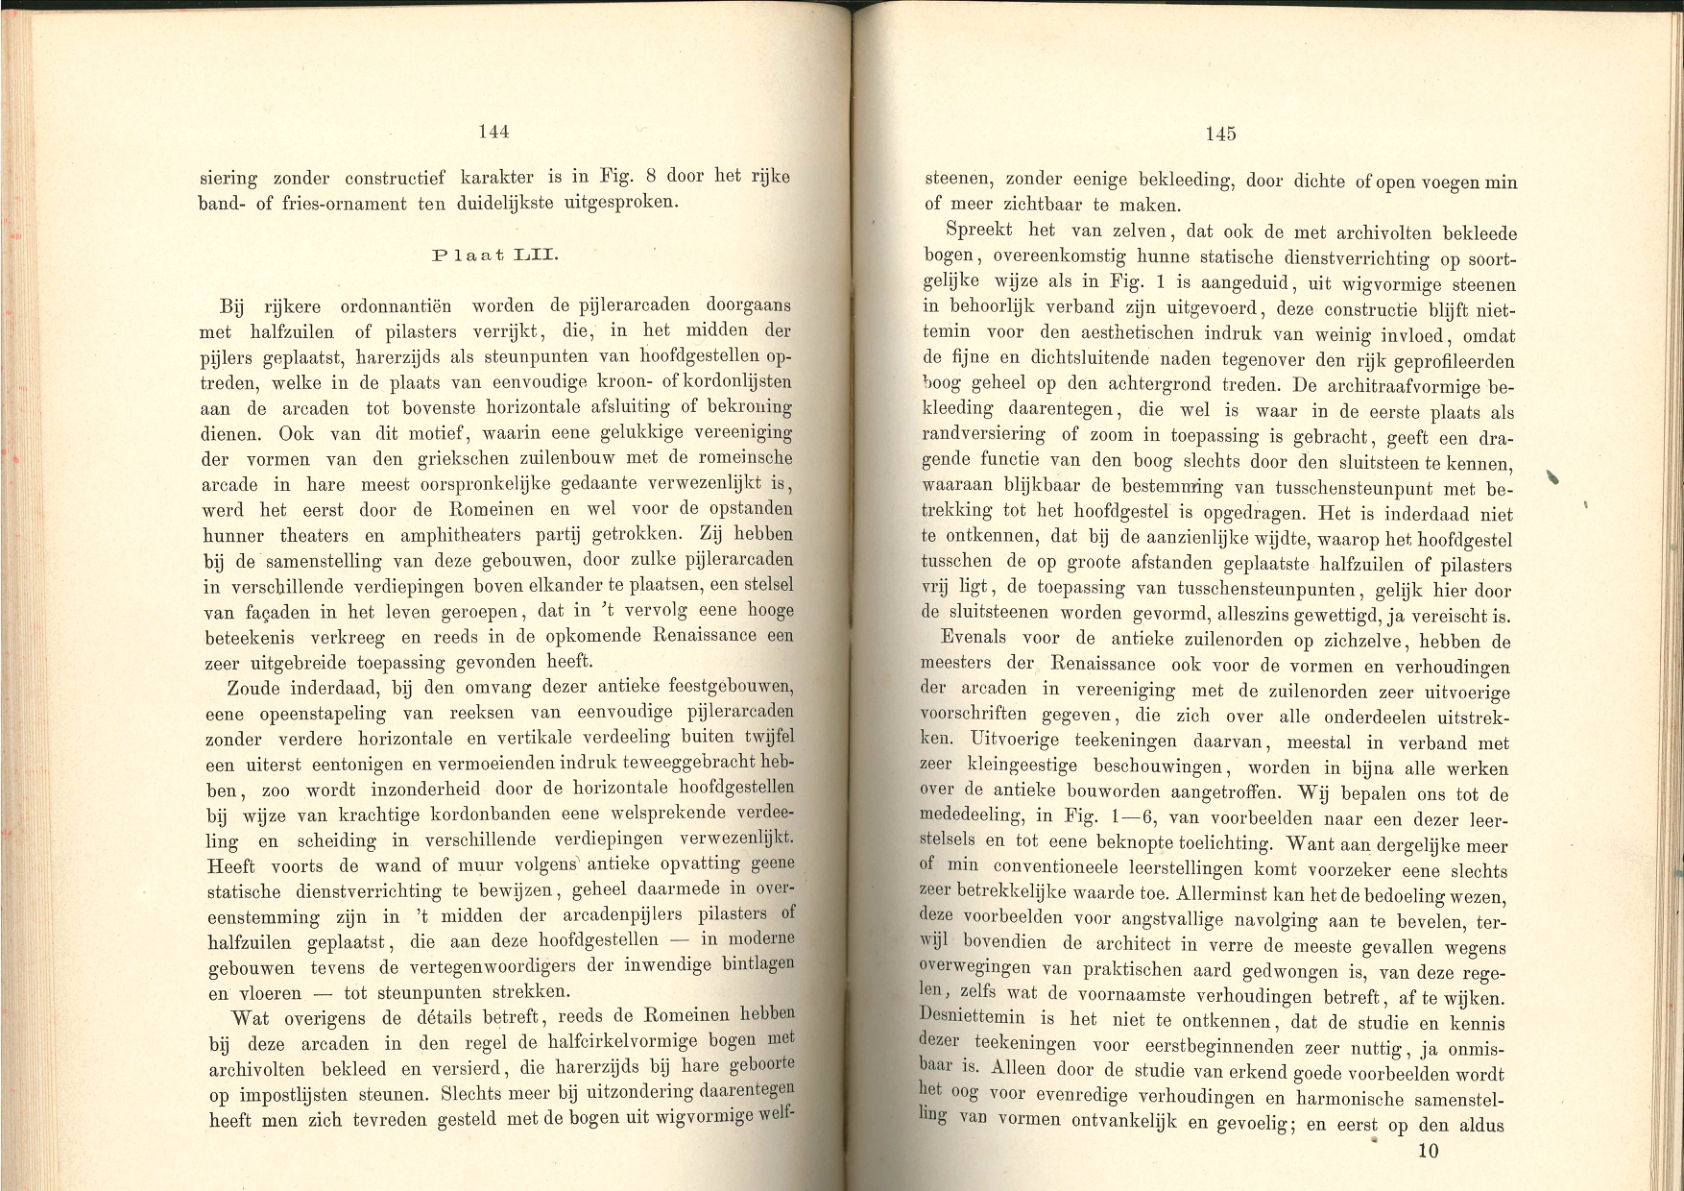 144
siering zonder constructief karakter is in Fig. 8 door het rijke
band- of fries-ornament ten duidelijkste uitgesproken.
Plaat LII.
Bij rijkere ordonnantiën worden de pijlerarcaden doorgaans
met halfzuilen of pilasters verrijkt, die, in het midden der
pijlers geplaatst, harerzijds als steunpunten van hoofdgestellen op-
treden, welke in de plaats van eenvoudige kroon- of kordonlijsten
aan de arcaden tot bovenste horizontale afsluiting of bekroning
dienen. Ook van dit motief, waarin eene gelukkige vereeniging
der vormen van den griekschen zuilenbouw met de romeinsche
arcade in hare meest oorspronkelijke gedaante verwezenlijkt is,
werd het eerst door de Romeinen en wel voor de opstanden
hunner theaters en amphitheaters partij getrokken. Zij hebben
bij de samenstelling van deze gebouwen, door zulke pijlerarcaden
in verschillende verdiepingen boven elkander te plaatsen, een stelsel
van façaden in het leven geroepen, dat in 't vervolg eene hooge
beteekenis verkreeg en reeds in de opkomende Renaissance een
zeer uitgebreide toepassing gevonden heeft.
Zoude inderdaad, bij den omvang dezer antieke feestgebouwen,
eene opeenstapeling van reeksen van eenvoudige pijlerarcaden
zonder verdere horizontale en vertikale verdeeling buiten twijfel
een uiterst eentonigen en vermoeienden indruk teweeggebracht heb-
ben, zoo wordt inzonderheid door de horizontale hoofdgestellen
bij wijze van krachtige kordonbanden eene welsprekende verdee-
ling en scheiding in verschillende verdiepingen verwezenlijkt.
Heeft voorts de wand of muur volgens antieke opvatting geene
statische dienstverrichting te bewijzen, geheel daarmede in over-
eenstemming zijn in 't midden der arcadenpijlers pilasters of
halfzuilen geplaatst, die aan deze hoofdgestellen — in moderne
gebouwen tevens de vertegenwoordigers der inwendige bintlagen
en vloeren — tot steunpunten strekken.
Wat overigens de détails betreft, reeds de Romeinen hebben
bij deze arcaden in den regel de halfcirkelvormige bogen met
archivolten bekleed en versierd, die harerzijds bij hare geboorte
op impostlijsten steunen. Slechts meer bij uitzondering daarentegen
heeft men zich tevreden gesteld met de bogen uit wigvormige welf-
145
steenen, zonder eenige bekleeding, door dichte of open voegen min
of meer zichtbaar te maken.
Spreekt het van zelven, dat ook de met archivolten bekleede
bogen, overeenkomstig hunne statische dienstverrichting op soort-
gelijke wijze als in Fig. 1 is aangeduid, uit wigvormige steenen
in behoorlijk verband zijn uitgevoerd, deze constructie blijft niet-
temin voor den aesthetischen indruk van weinig invloed, omdat
de fijne en dichtsluitende naden tegenover den rijk geprofileerden
boog geheel op den achtergrond treden. De architraafvormige be-
kleeding daarentegen, die wel is waar in de eerste plaats als
randversiering of zoom in toepassing is gebracht, geeft een dra-
gende functie van den boog slechts door den sluitsteen te kennen,
waaraan blijkbaar de bestemming van tusschensteunpunt met be-
trekking tot het hoofdgestel is opgedragen. Het is inderdaad niet
te ontkennen, dat bij de aanzienlijke wijdte, waarop het hoofdgestel
tusschen de op groote afstanden geplaatste halfzuilen of pilasters
vrij ligt, de toepassing van tusschensteunpunten, gelijk hier door
de sluitsteenen worden gevormd, alleszins gewettigd, ja vereischt is.
Evenals voor de antieke zuilenorden op zichzelve, hebben de
meesters der Renaissance ook voor de vormen en verhoudingen
der arcaden in vereeniging met de zuilenorden zeer uitvoerige
voorschriften gegeven, die zich over alle onderdeelen uitstrek-
ken. Uitvoerige teekeningen daarvan, meestal in verband met
zeer kleingeestige beschouwingen, worden in bijna alle werken
over de antieke bouworden aangetroffen. Wij bepalen ons tot de
mededeeling, in Fig. 1—6, van voorbeelden naar een dezer leer-
stelsels en tot eene beknopte toelichting. Want aan dergelijke meer
of min conventioneele leerstellingen komt voorzeker eene slechts
zeer betrekkelijke waarde toe. Allerminst kan het de bedoeling wezen,
deze voorbeelden voor angstvallige navolging aan te bevelen, ter-
wijl bovendien de architect in verre de meeste gevallen wegens
overwegingen van praktischen aard gedwongen is, van deze rege-
len, zelfs wat de voornaamste verhoudingen betreft, af te wijken.
Desniettemin is het niet te ontkennen, dat de studie en kennis
dezer teekeningen voor eerstbeginnenden zeer nuttig, ja onmis-
baar is. Alleen door de studie van erkend goede voorbeelden wordt
het oog voor evenredige verhoudingen en harmonische samenstel-
ling van vormen ontvankelijk en gevoelig; en eerst op den aldus
10